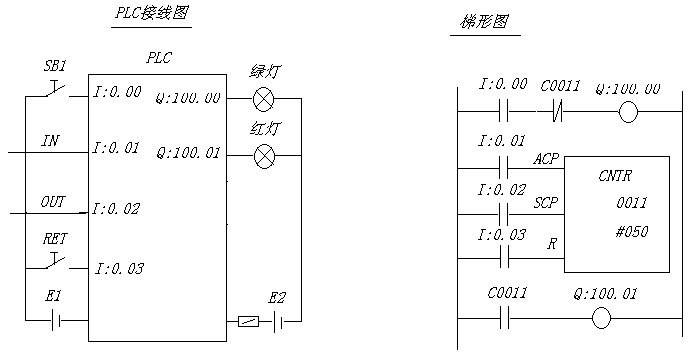 PLC接线图
PLC
SB1
I:0.00
Q:100.00
绿灯
IN
I:0.01
Q:100.01
红灯
OUT
I:0.02
RET
I:0.03
E1
E2
梯形图
I:0.00
C0011
Q:100.00
I:0.01
ACP
CNTR
I:0.02
SCP
0011
#050
I:0.03
R
C0011
Q:100.01